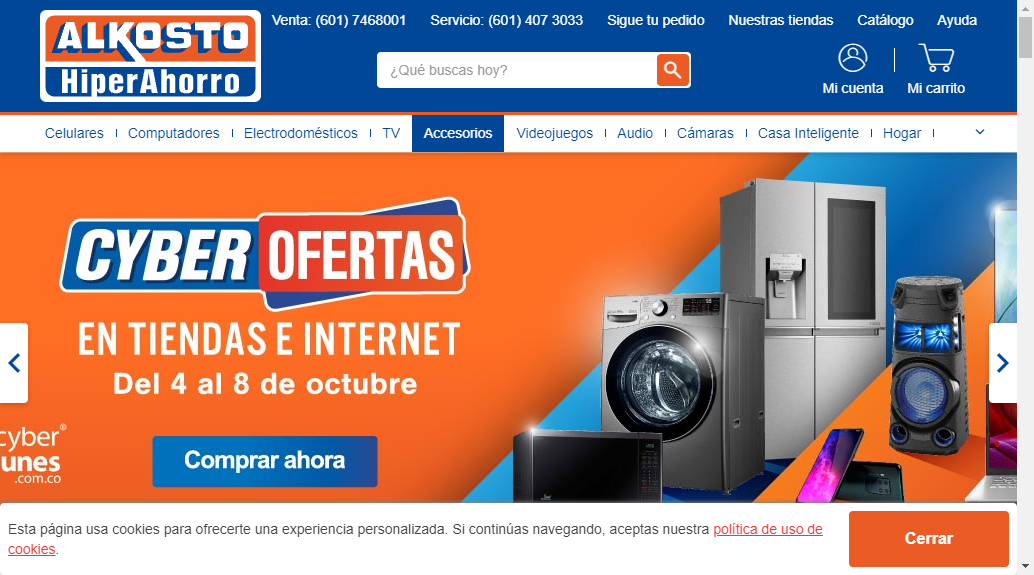 ALKOSTO
HiperAhorro
Venta: (601) 7468001 Servicio: (601) 407 3033 Sigue tu pedido Nuestras tiendas Catálogo Ayuda
¿Qué buscas hoy?
Mi cuenta Mi carrito
Celulares Computadores Electrodomésticos TV Accesorios Videojuegos Audio Cámaras Casa Inteligente Hogar
CYBER OFERTAS
EN TIENDAS E INTERNET
Del 4 al 8 de octubre
cyber®
unes
.com.co
Comprar ahora
Esta página usa cookies para ofrecerte una experiencia personalizada. Si continúas navegando, aceptas nuestra política de uso de
cookies.
Cerrar